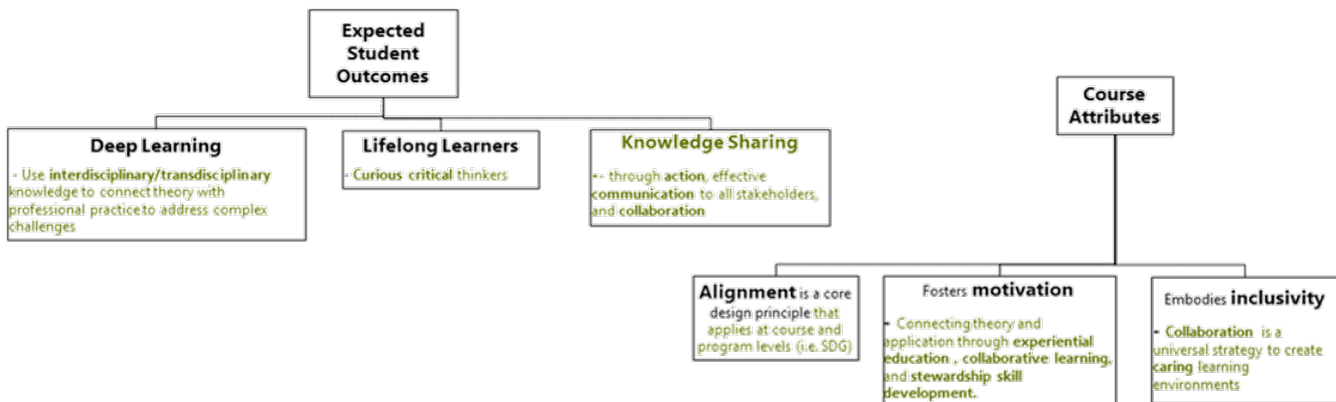 Expected
Student
Outcomes
Deep Learning
- Use interdisciplinary/transdisciplinary
knowledge to connect theory with
professional practice to address complex
challenges
Lifelong Learners
- Curious critical thinkers
Knowledge Sharing
-- through action, effective
communication to all stakeholders,
and collaboration
Course
Attributes
Alignment is a core
design principle that
applies at course and
program levels (i.e. SDG)
Fosters motivation
- Connecting theory and
application through experiential
education , collaborative learning,
and stewardship skill
development.
Embodies inclusivity
- Collaboration is a
universal strategy to create
caring learning
environments